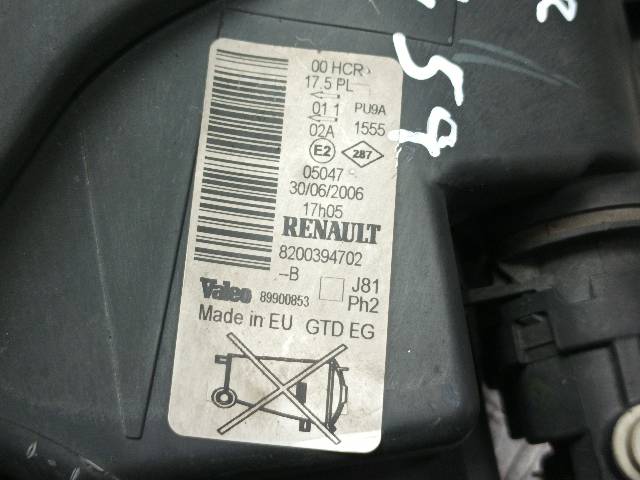 00 HCR
17.5 PL
01 1 PU9A
02A 1555
E2 287
05047
30/06/2006
17h05
RENAULT
8200394702
-B
Valeo 89900853 J81
Ph2
Made in EU GTD EG